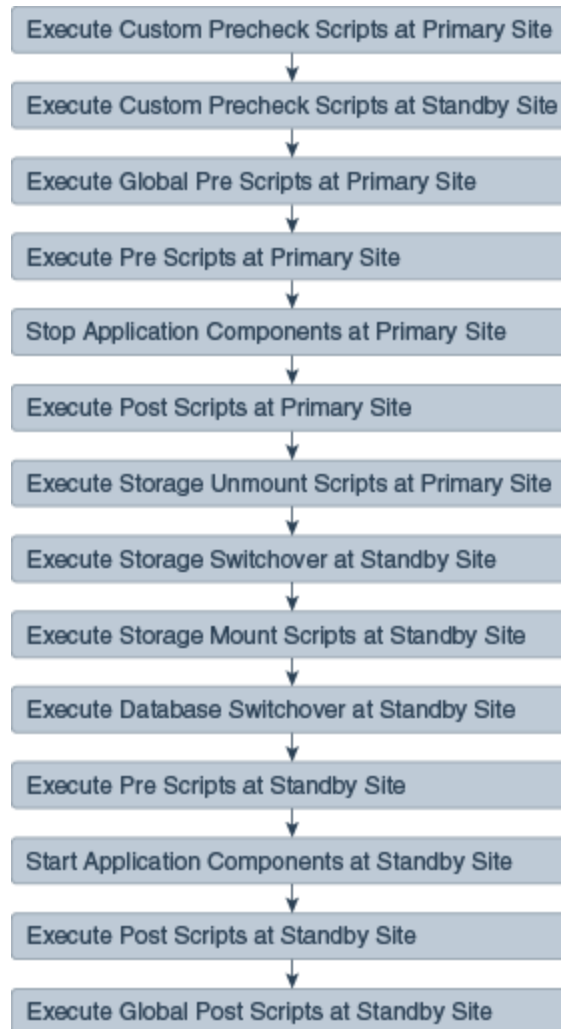 Execute Custom Precheck Scripts at Primary Site
Execute Custom Precheck Scripts at Standby Site
Execute Global Pre Scripts at Primary Site
Execute Pre Scripts at Primary Site
Stop Application Components at Primary Site
Execute Post Scripts at Primary Site
Execute Storage Unmount Scripts at Primary Site
Execute Storage Switchover at Standby Site
Execute Storage Mount Scripts at Standby Site
Execute Database Switchover at Standby Site
Execute Pre Scripts at Standby Site
Start Application Components at Standby Site
Execute Post Scripts at Standby Site
Execute Global Post Scripts at Standby Site